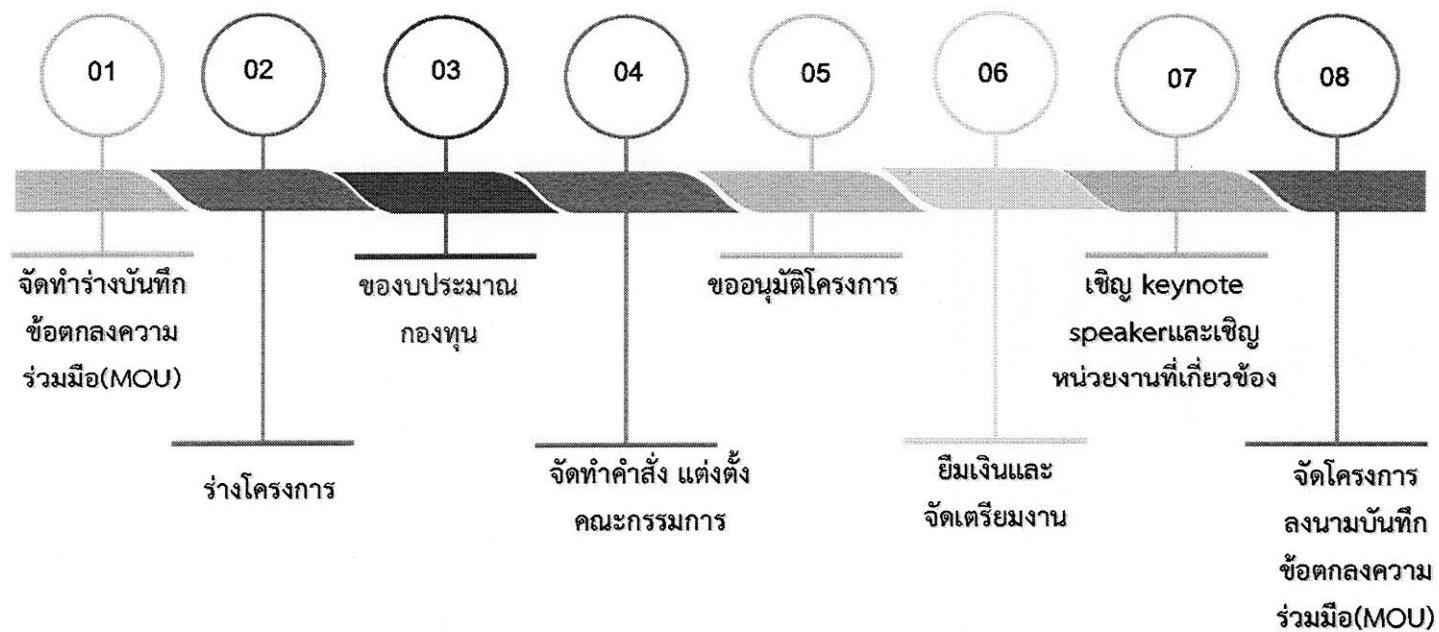 01
02
03
04
05
06
07
08
จัดทำร่างบันทึก
ข้อตกลงความ
ร่วมมือ(MOU)
ร่างโครงการ
ของบประมาณ
กองทุน
จัดทำคำสั่ง แต่งตั้ง
คณะกรรมการ
ขออนุมัติโครงการ
ยืมเงินและ
จัดเตรียมงาน
เชิญ keynote
speakerและเชิญ
หน่วยงานที่เกี่ยวข้อง
จัดโครงการ
ลงนามบันทึก
ข้อตกลงความ
ร่วมมือ(MOU)